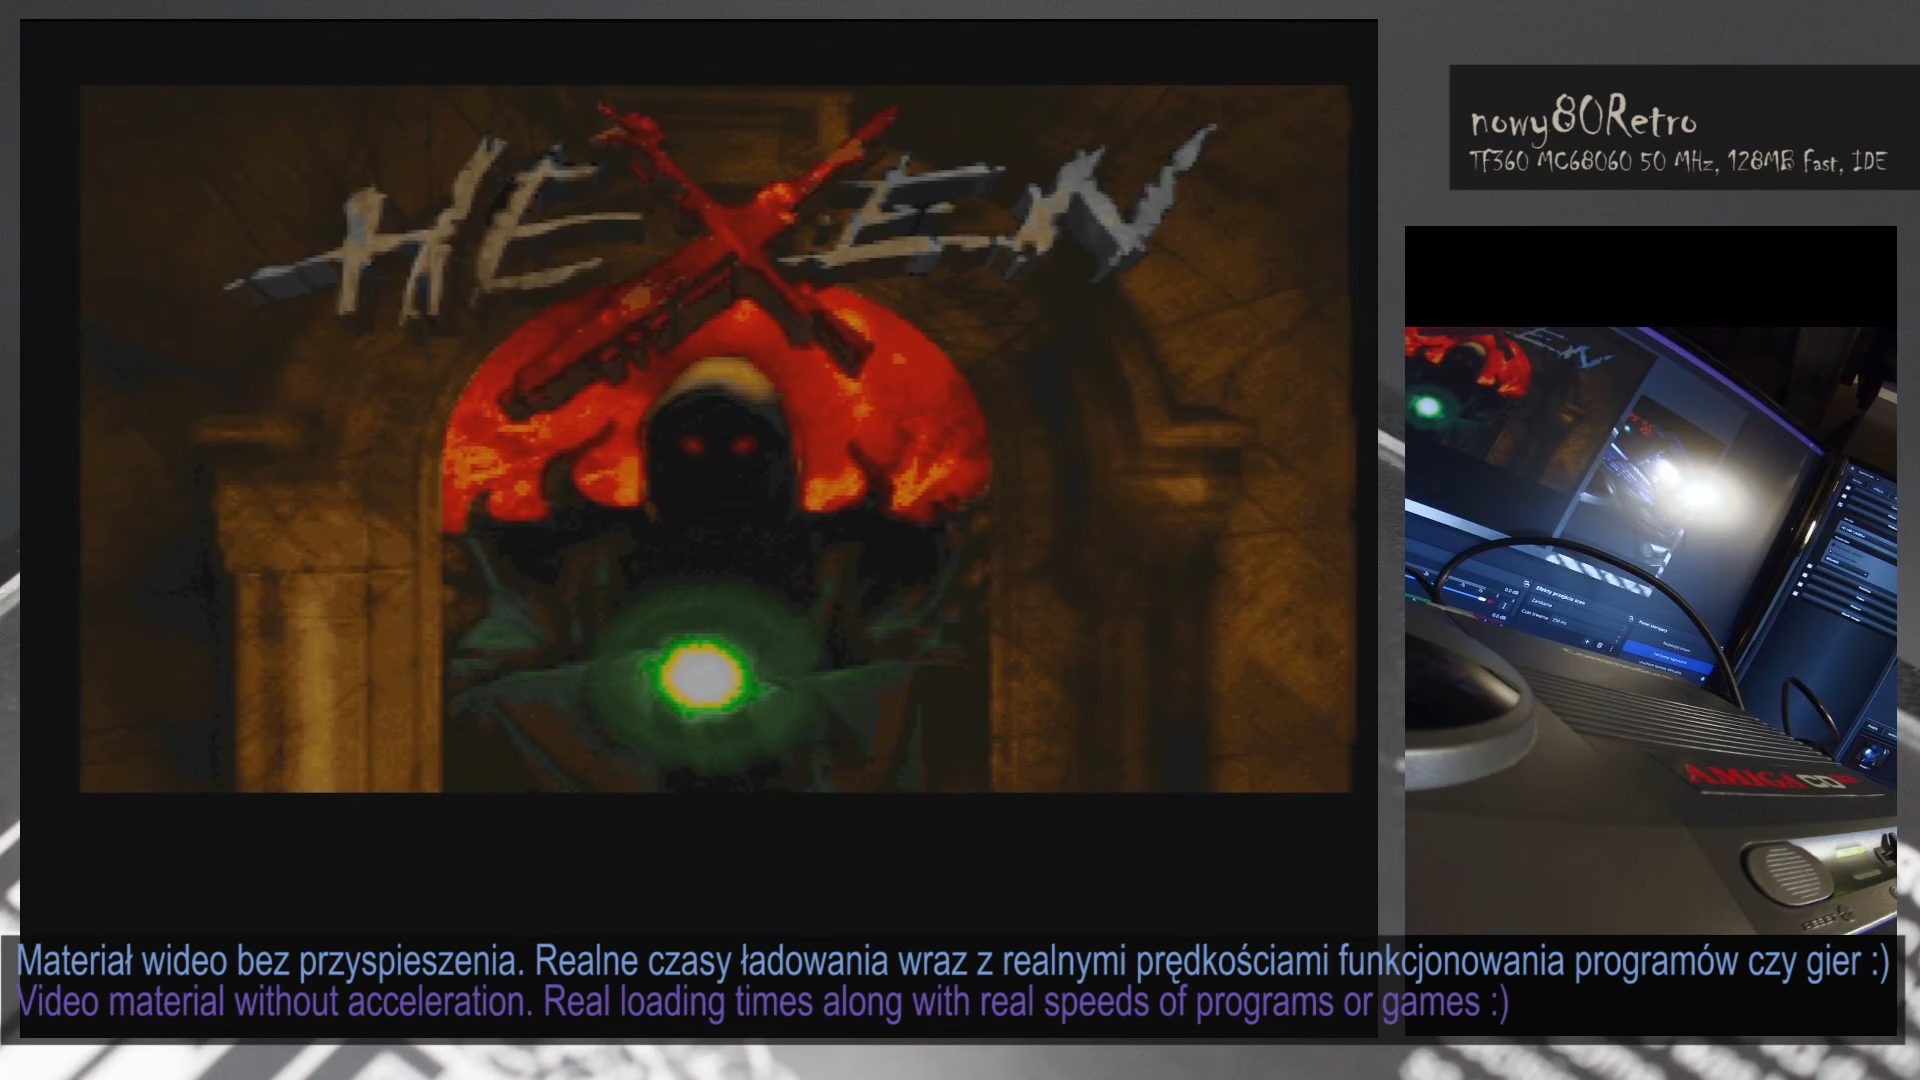 HEXEN
nowy80Retro
TF360 MC68060 50 MHz, 128MB Fast, IDE
AMIGA CD
Materiał wideo bez przyspieszenia. Realne czasy ładowania wraz z realnymi prędkościami funkcjonowania programów czy gier :)
Video material without acceleration. Real loading times along with real speeds of programs or games :)